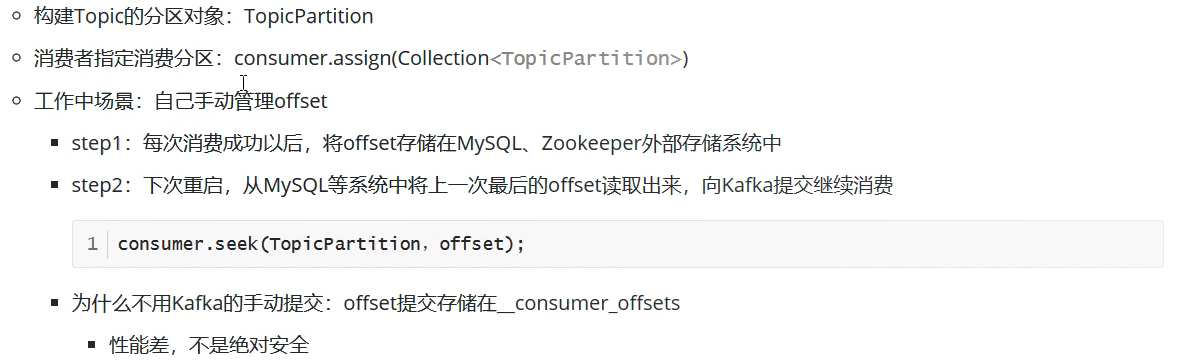 构建Topic的分区对象：TopicPartition
消费者指定消费分区：consumer.assign(Collection<TopicPartition>)
工作中场景：自己手动管理offset
step1：每次消费成功以后，将offset存储在MySQL、Zookeeper外部存储系统中
step2：下次重启，从MySQL等系统中将上一次最后的offset读取出来，向Kafka提交继续消费
1 consumer.seek(TopicPartition，offset);
为什么不用Kafka的手动提交：offset提交存储在__consumer_offsets
性能差，不是绝对安全